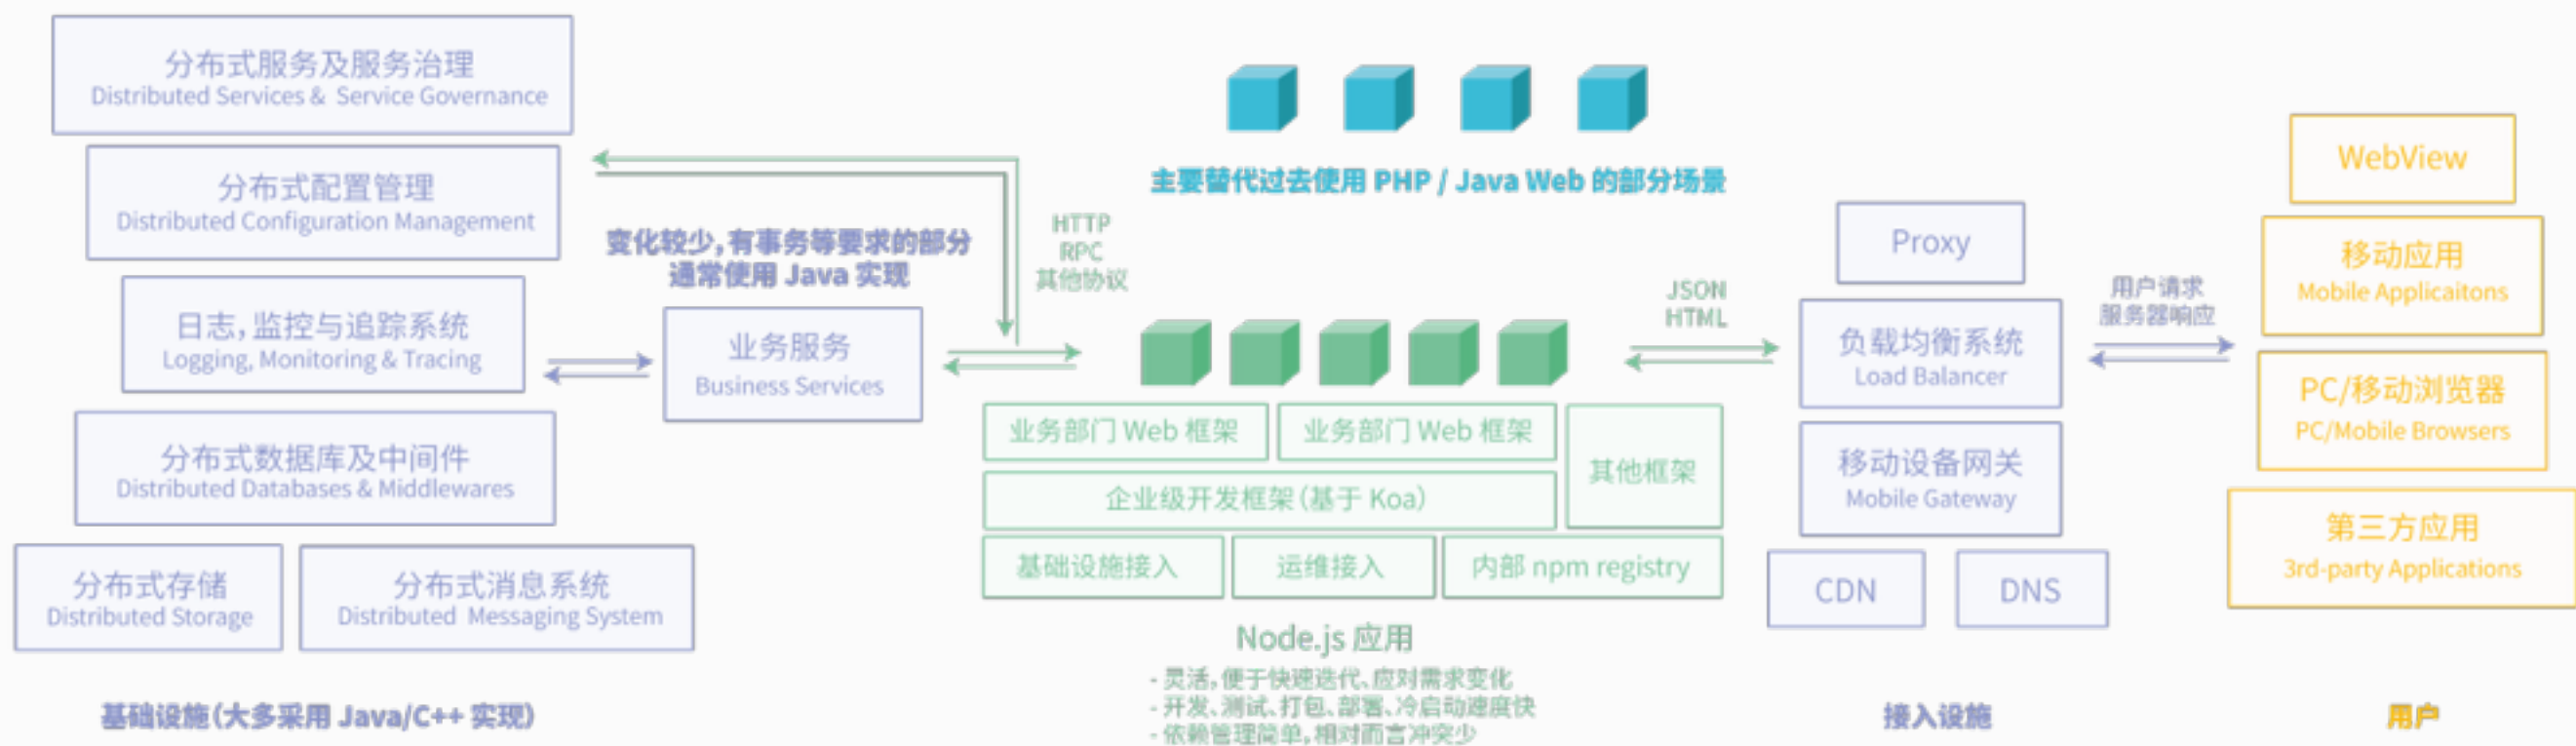 分布式服务及服务治理
Distributed Services & Service Governance
分布式配置管理
Distributed Configuration Management
日志,监控与追踪系统
Logging, Monitoring & Tracing
分布式数据库及中间件
Distributed Databases & Middlewares
分布式存储
Distributed Storage
分布式消息系统
Distributed Messaging System
基础设施(大多采用 Java/C++ 实现)
变化较少,有事务等要求的部分
通常使用 Java 实现
业务服务
Business Services
HTTP
RPC
其他协议
主要替代过去使用 PHP / Java Web 的部分场景
业务部门 Web 框架
业务部门 Web 框架
其他框架
企业级开发框架(基于 Koa)
基础设施接入
运维接入
内部 npm registry
Node.js 应用
- 灵活,便于快速迭代、应对需求变化
- 开发、测试、打包、部署、冷启动速度快
- 依赖管理简单,相对而言冲突少
JSON
HTML
Proxy
负载均衡系统
Load Balancer
移动设备网关
Mobile Gateway
CDN
DNS
接入设施
用户请求
服务器响应
WebView
移动应用
Mobile Applicaitons
PC/移动浏览器
PC/Mobile Browsers
第三方应用
3rd-party Applications
用户